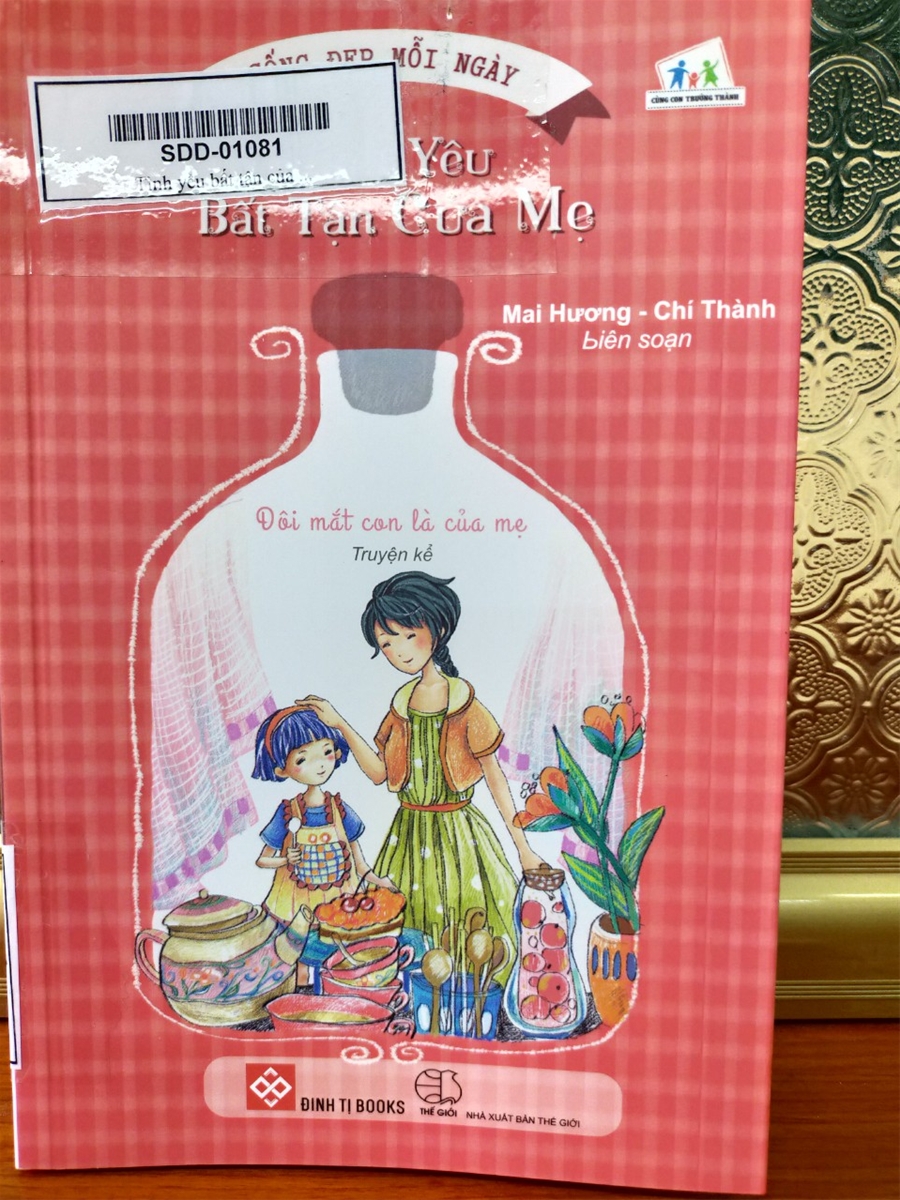 SỐNG ĐẸP MỖI NGÀY
CÙNG CON TRƯỞNG THÀNH
SDD-01081
Tình yêu bất tận của
Yêu
Bất Tận Của Mẹ
Mai Hương - Chí Thành
biên soạn
Đôi mắt con là của mẹ
Truyện kể
ĐINH TỊ BOOKS
THẾ GIỚI
NHÀ XUẤT BẢN THẾ GIỚI